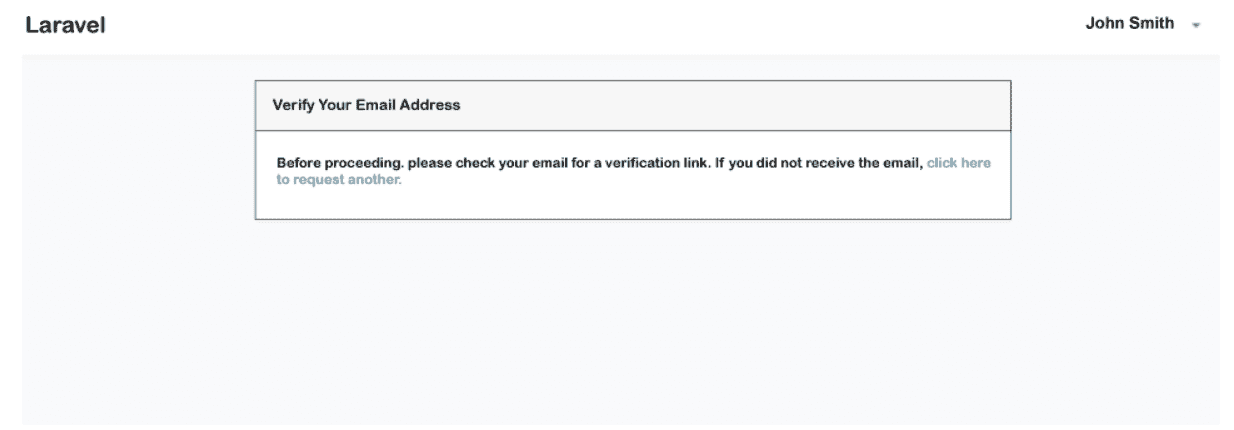 Laravel
John Smith
Verify Your Email Address
Before proceeding. please check your email for a verification link. If you did not receive the email, click here
to request another.